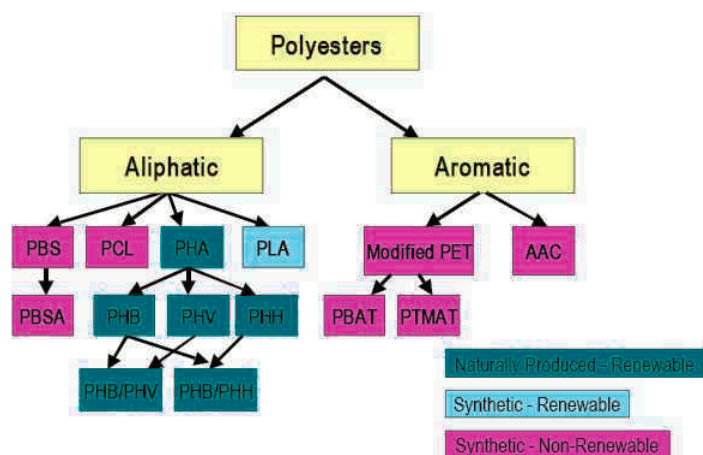 Polyesters
Aliphatic
Aromatic
PBS
PCL
PHA
PLA
Modified PET
AAC
PBSA
PHB
PHV
PHH
PBAT
PTMAT
PHB/PHV
PHB/PHH
Naturally Produced - Renewable
Synthetic - Renewable
Synthetic - Non-Renewable